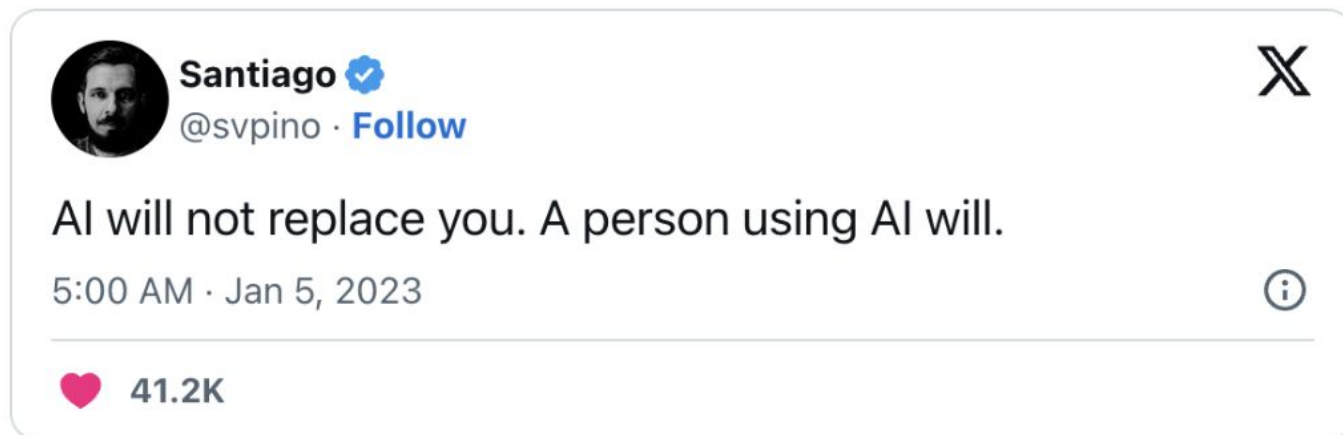 Santiago
@svpino · Follow
AI will not replace you. A person using AI will.
5:00 AM · Jan 5, 2023
41.2K